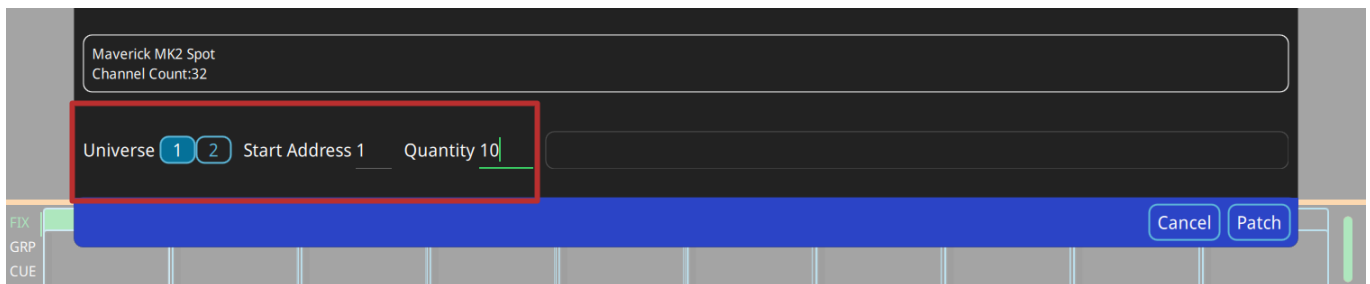 Maverick MK2 Spot
Channel Count:32
Universe 1 2 Start Address 1 Quantity 10
Cancel Patch
FIX
GRP
CUE